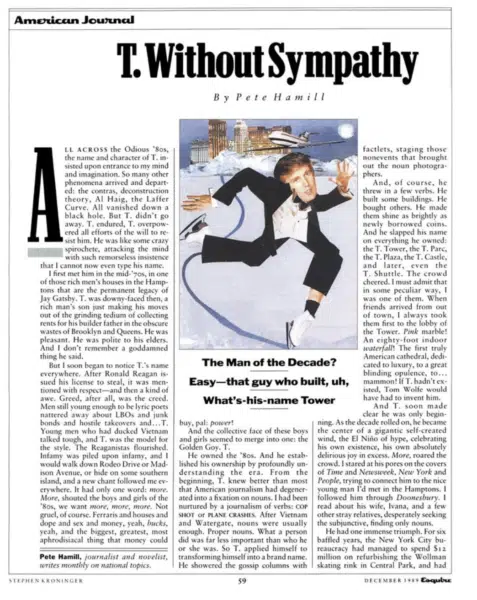 American Journal
T. Without Sympathy
By Pete Hamill
ALL ACROSS the Odious '80s,
the name and character of T. in-
sisted upon entrance to my mind
and imagination. So many other
phenomena arrived and depart-
ed: the contras, deconstruction
theory, Al Haig, the Laffer
Curve. All vanished down a
black hole. But T. didn't go
away. T. endured, T. overpow-
ered all efforts of the will to re-
sist him. He was like some crazy
spirochete, attacking the mind
with such remorseless insistence
that I cannot now even type his name.
I first met him in the mid-'70s, in one
of those rich men's houses in the Hamp-
tons that are the permanent legacy of
Jay Gatsby. T. was downy-faced then, a
rich man's son just making his moves
out of the grinding tedium of collecting
rents for his builder father in the obscure
wastes of Brooklyn and Queens. He was
pleasant. He was polite to his elders.
And I don't remember a goddamned
thing he said.
But I soon began to notice T.'s name
everywhere. After Ronald Reagan is-
sued his license to steal, it was men-
tioned with respect—and then a kind of
awe. Greed, after all, was the creed.
Men still young enough to be lyric poets
nattered away about LBOs and junk
bonds and hostile takeovers and...T.
Young men who had ducked Vietnam
talked tough, and T. was the model for
the style. The Reaganistas flourished.
Infamy was piled upon infamy, and I
would walk down Rodeo Drive or Mad-
ison Avenue, or hide on some southern
island, and a new chant followed me ev-
erywhere. It had only one word: more.
More, shouted the boys and girls of the
'80s, we want more, more, more. Not
gruel, of course. Ferraris and houses and
dope and sex and money, yeah, bucks,
yeah, and the biggest, greatest, most
aphrodisiacal thing that money could
Pete Hamill, journalist and novelist,
writes monthly on national topics.
The Man of the Decade?
Easy—that guy who built, uh,
What's-his-name Tower
buy, pal: power!
And the collective face of these boys
and girls seemed to merge into one: the
Golden Goy. T.
He owned the '80s. And he estab-
lished his ownership by profoundly un-
derstanding the era. From the
beginning, T. knew better than most
that American journalism had degener-
ated into a fixation on nouns. I had been
nurtured by a journalism of verbs: COP
SHOT or PLANE CRASHES. After Vietnam
and Watergate, nouns were usually
enough. Proper nouns. What a person
did was far less important than who he
or she was. So T. applied himself to
transforming himself into a brand name.
He showered the gossip columns with
factlets, staging those
nonevents that brought
out the noun photogra-
phers.
And, of course, he
threw in a few verbs. He
built some buildings. He
bought others. He made
them shine as brightly as
newly borrowed coins.
And he slapped his name
on everything he owned:
the T. Tower, the T. Parc,
the T. Plaza, the T. Castle,
and later, even the
T. Shuttle. The crowd
cheered. I must admit that
in some peculiar way, I
was one of them. When
friends arrived from out
of town, I always took
them first to the lobby of
the Tower. Pink marble!
An eighty-foot indoor
waterfall! The first truly
American cathedral, dedi-
cated to luxury, to a great
blinding opulence, to...
mammon! If T. hadn't ex-
isted, Tom Wolfe would
have had to invent him.
And T. soon made
clear he was only begin-
ning. As the decade rolled on, he became
the center of a gigantic self-created
wind, the El Niño of hype, celebrating
his own existence, his own absolutely
delirious joy in excess. More, roared the
crowd. I stared at his pores on the covers
of Time and Newsweek, New York and
People, trying to connect him to the nice
young man I'd met in the Hamptons. I
followed him through Doonesbury. I
read about his wife, Ivana, and a few
other stray relatives, desperately seeking
the subjunctive, finding only nouns.
He had one immense triumph. For six
baffled years, the New York City bu-
reaucracy had managed to spend $12
million on refurbishing the Wollman
skating rink in Central Park, and had
STEPHEN KRONINGER
59
DECEMBER 1989 Esquire